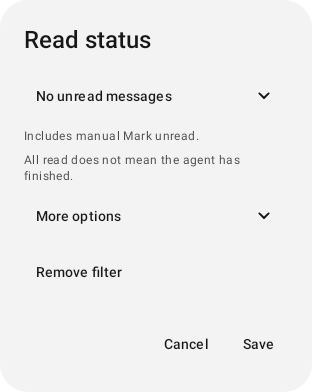 Read status
No unread messages
Includes manual Mark unread.
All read does not mean the agent has
finished.
More options
Remove filter
Cancel Save